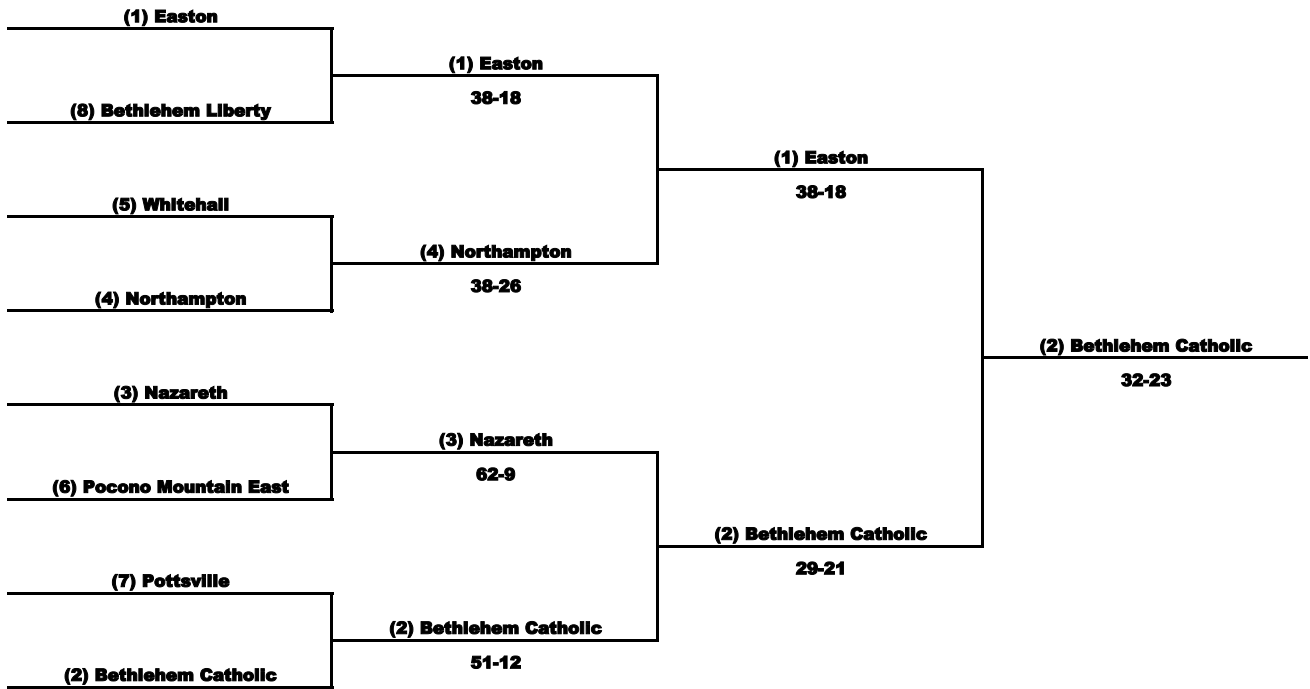 (1) Easton
(8) Bethlehem Liberty
(5) Whitehall
(4) Northampton
(3) Nazareth
(6) Pocono Mountain East
(7) Pottsville
(2) Bethlehem Catholic
(1) Easton
38-18
(4) Northampton
38-26
(3) Nazareth
62-9
(2) Bethlehem Catholic
51-12
(1) Easton
38-18
(2) Bethlehem Catholic
29-21
(2) Bethlehem Catholic
32-23